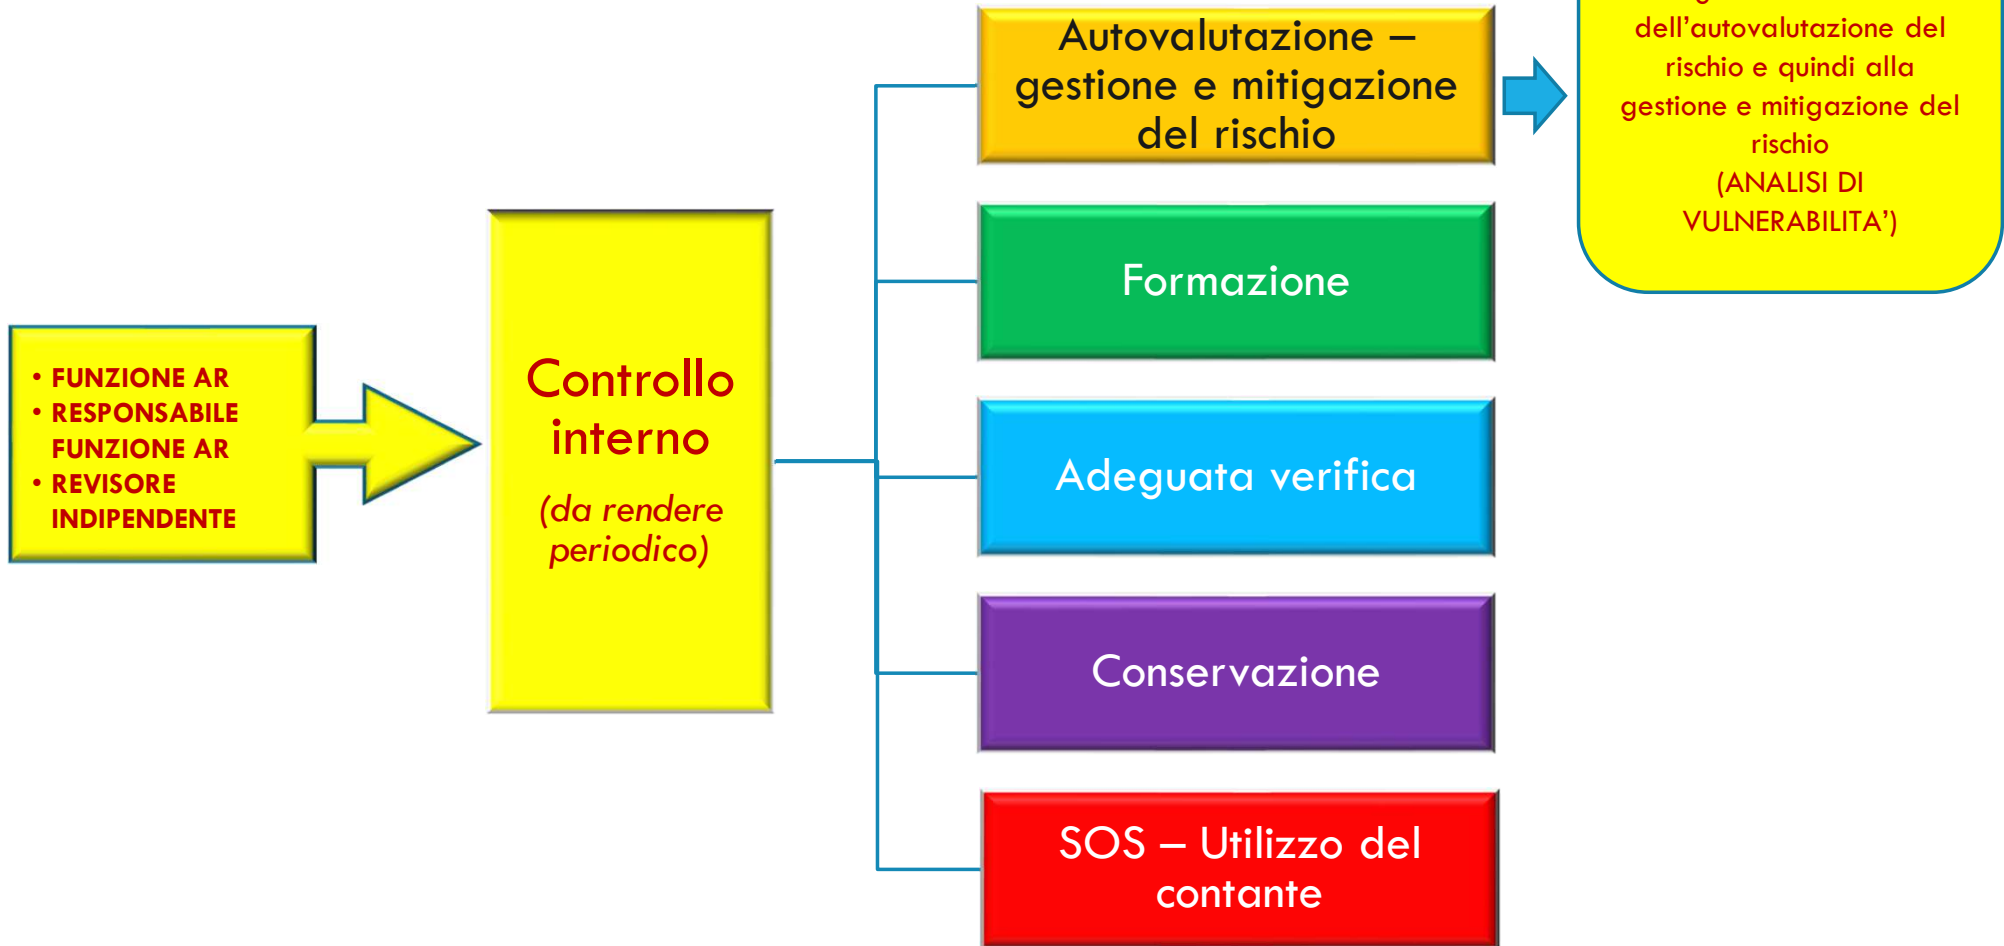 • FUNZIONE AR
• RESPONSABILE
FUNZIONE AR
• REVISORE
INDIPENDENTE
Controllo
interno
(da rendere
periodico)
Autovalutazione –
gestione e mitigazione
del rischio
Formazione
Adeguata verifica
Conservazione
SOS – Utilizzo del
contante
dell’autovalutazione del
rischio e quindi alla
gestione e mitigazione del
rischio
(ANALISI DI
VULNERABILITA’)